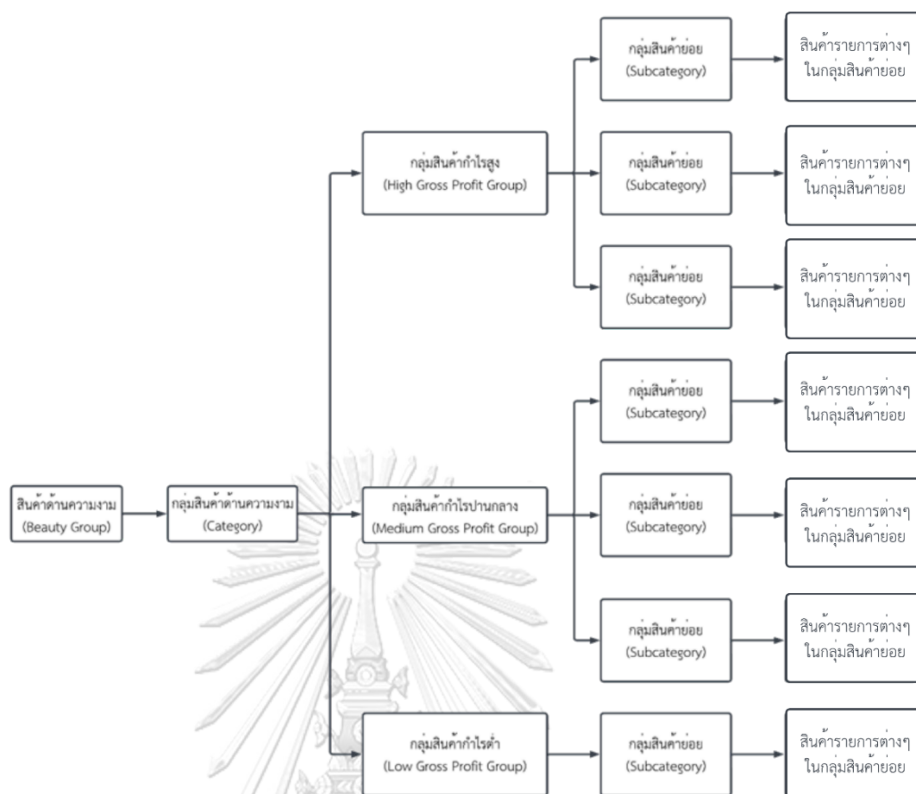 สินค้าด้านความงาม
(Beauty Group)
กลุ่มสินค้าด้านความงาม
(Category)
กลุ่มสินค้ากำไรสูง
(High Gross Profit Group)
กลุ่มสินค้าย่อย
(Subcategory)
สินค้ารายการต่างๆ
ในกลุ่มสินค้าย่อย
กลุ่มสินค้าย่อย
(Subcategory)
สินค้ารายการต่างๆ
ในกลุ่มสินค้าย่อย
กลุ่มสินค้าย่อย
(Subcategory)
สินค้ารายการต่างๆ
ในกลุ่มสินค้าย่อย
กลุ่มสินค้ากำไรปานกลาง
(Medium Gross Profit Group)
กลุ่มสินค้าย่อย
(Subcategory)
สินค้ารายการต่างๆ
ในกลุ่มสินค้าย่อย
กลุ่มสินค้าย่อย
(Subcategory)
สินค้ารายการต่างๆ
ในกลุ่มสินค้าย่อย
กลุ่มสินค้าย่อย
(Subcategory)
สินค้ารายการต่างๆ
ในกลุ่มสินค้าย่อย
กลุ่มสินค้ากำไรต่ำ
(Low Gross Profit Group)
กลุ่มสินค้าย่อย
(Subcategory)
สินค้ารายการต่างๆ
ในกลุ่มสินค้าย่อย